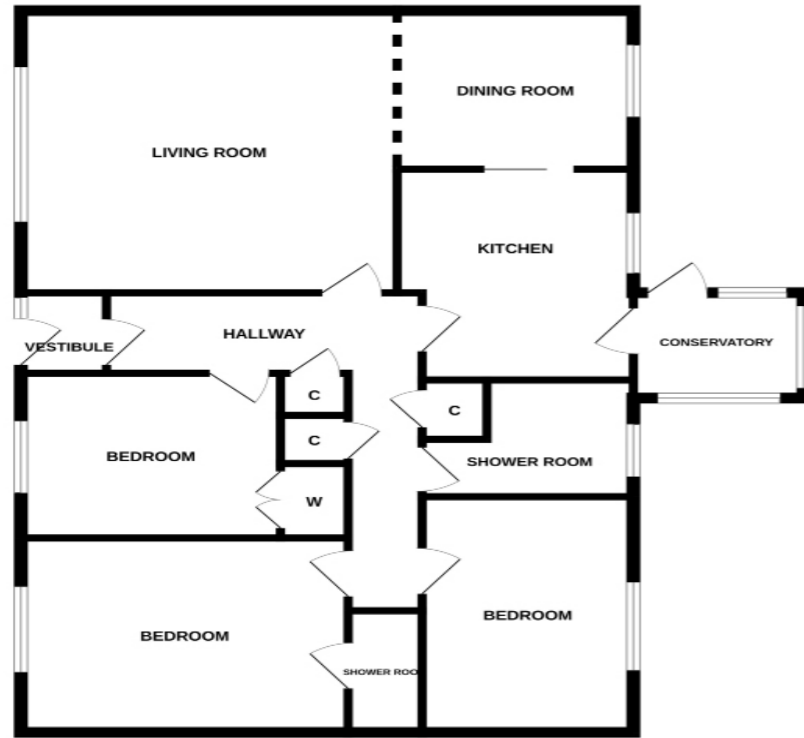 DINING ROOM
LIVING ROOM
KITCHEN
HALLWAY
VESTIBULE
CONSERVATORY
C
C
C
BEDROOM
SHOWER ROOM
W
BEDROOM
BEDROOM
SHOWER ROO